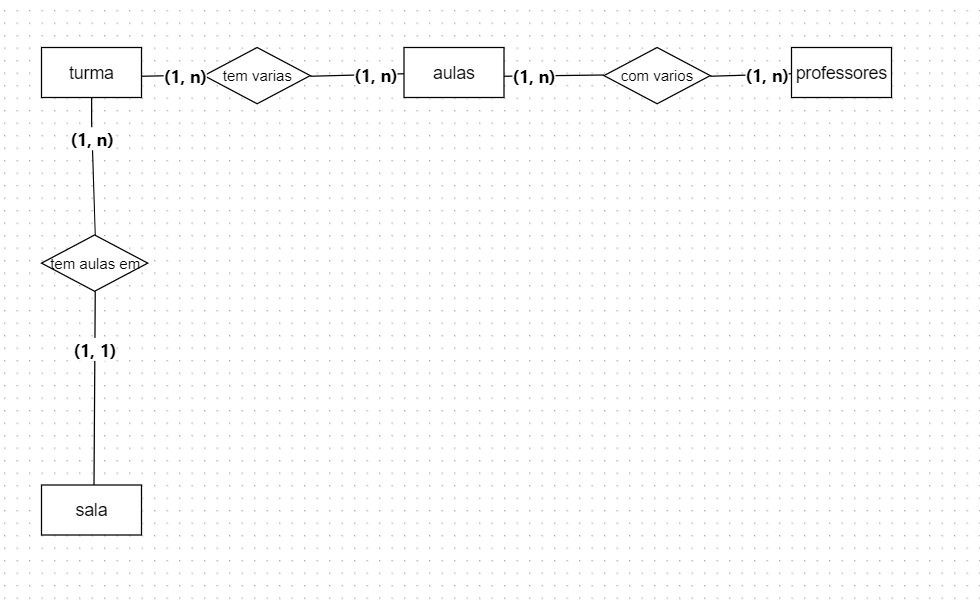 turma (1, n) tem varias (1, n) aulas (1, n) com varios (1, n) professores
(1, n)
tem aulas em
(1, 1)
sala